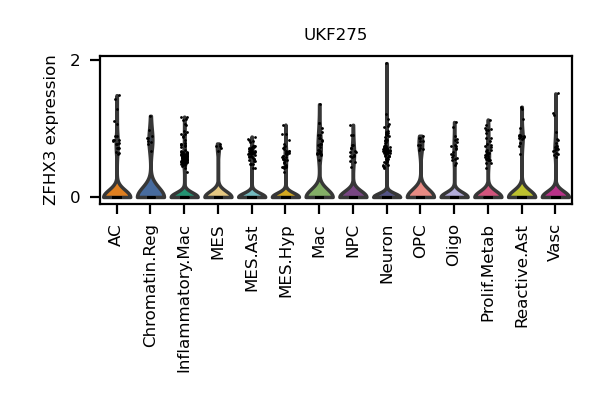 UKF275
ZFHX3 expression
2
0
AC
Chromatin.Reg
Inflammatory.Mac
MES
MES.Ast
MES.Hyp
Mac
NPC
Neuron
OPC
Oligo
Prolif.Metab
Reactive.Ast
Vasc